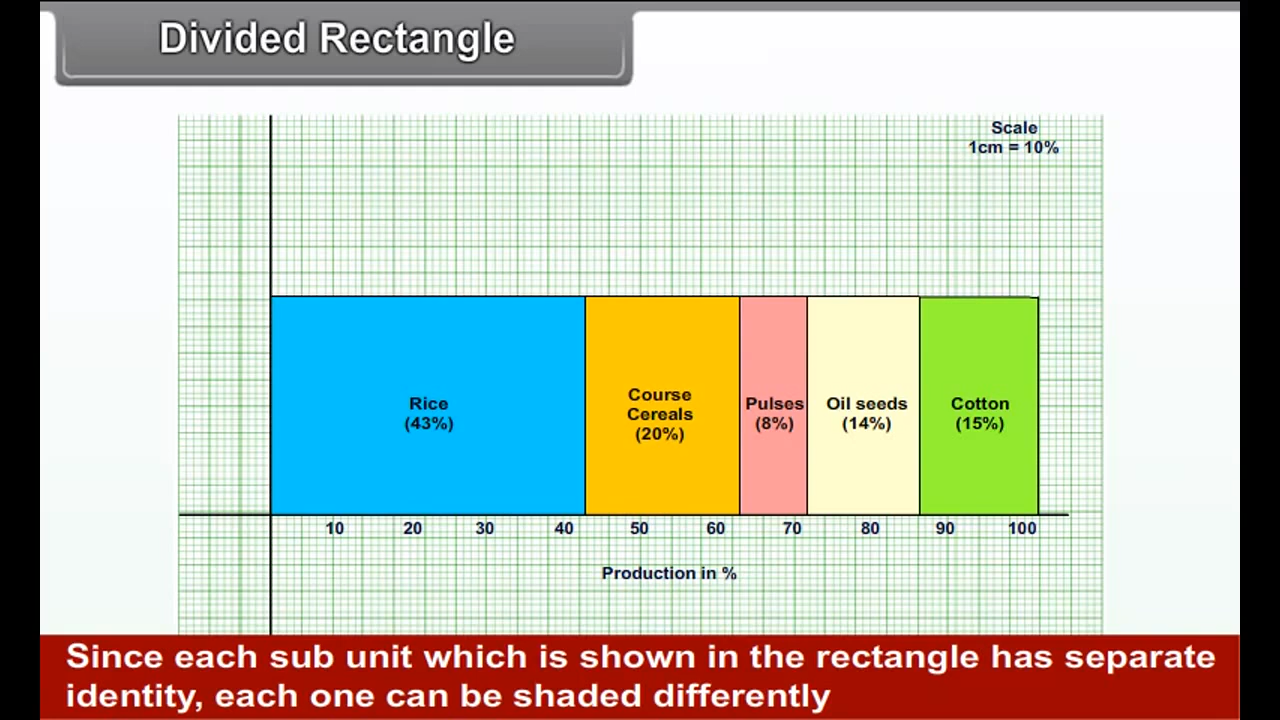 Divided Rectangle
Scale
1cm = 10%
Rice
(43%)
Course
Cereals
(20%)
Pulses
(8%)
Oil seeds
(14%)
Cotton
(15%)
10 20 30 40 50 60 70 80 90 100
Production in %
Since each sub unit which is shown in the rectangle has separate
identity, each one can be shaded differently